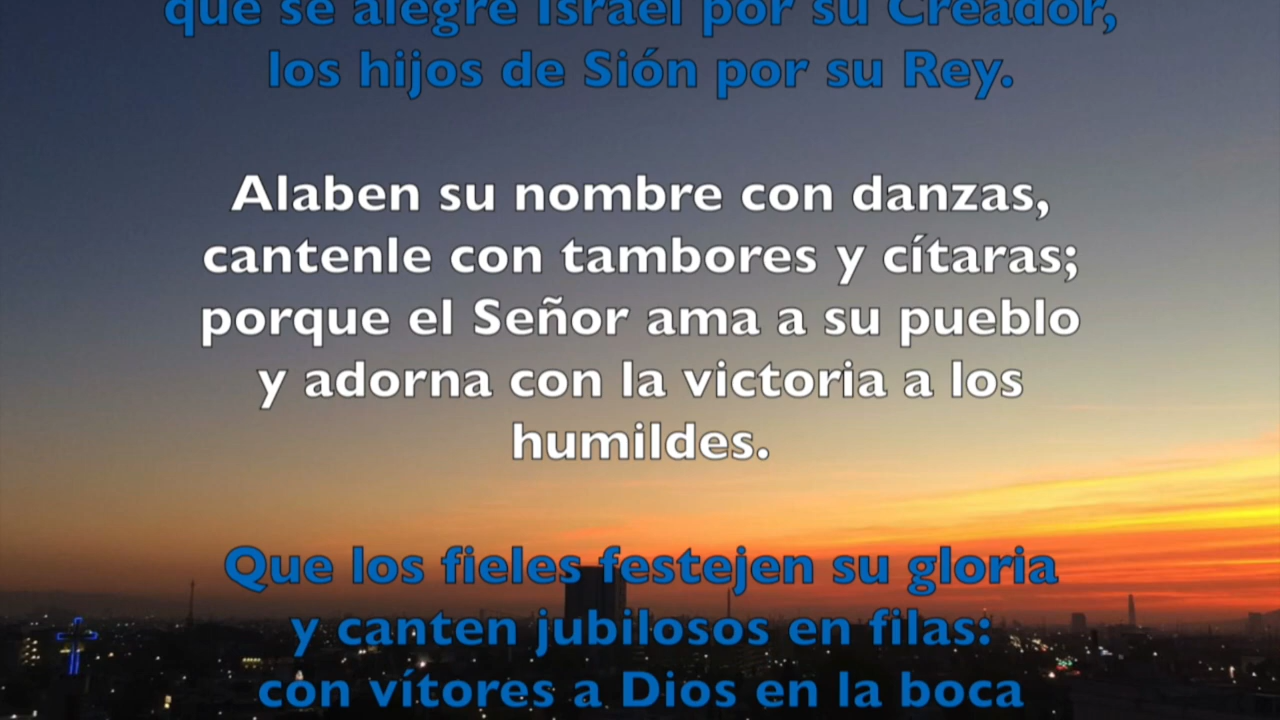 que se alegre Israel por su Creador,
los hijos de Sión por su Rey.
Alaben su nombre con danzas,
cantenle con tambores y cítaras;
porque el Señor ama a su pueblo
y adorna con la victoria a los
humildes.
Que los fieles festejen su gloria
y canten jubilosos en filas:
con vítores a Dios en la boca